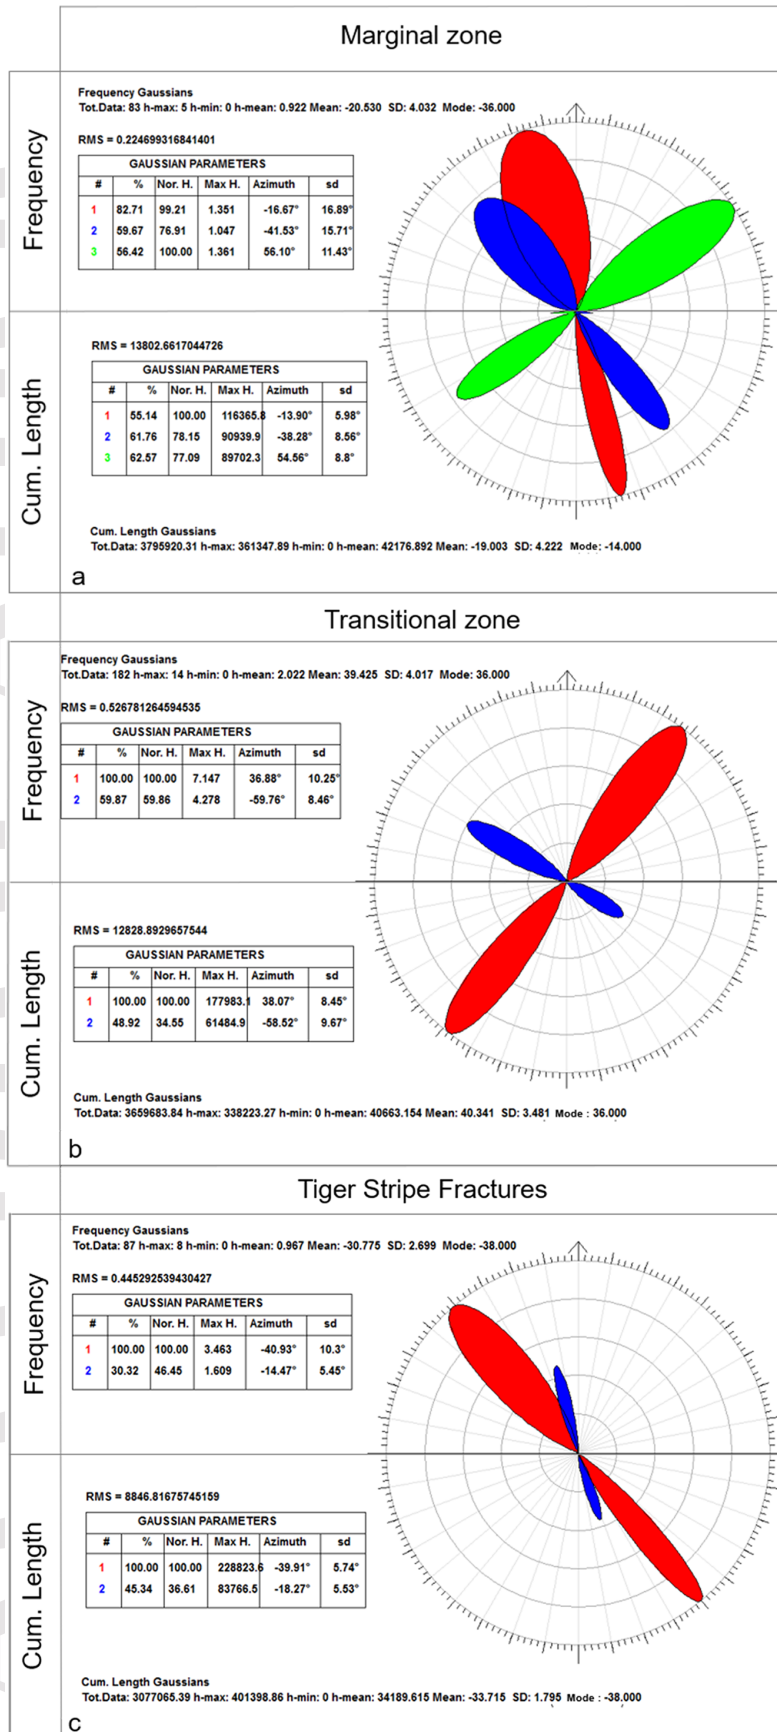 Marginal zone
Frequency
Frequency Gaussians
Tot.Data: 83 h-max: 5 h-min: 0 h-mean: 0.922 Mean: -20.530 SD: 4.032 Mode: -36.000
RMS = 0.224699316841401
GAUSSIAN PARAMETERS
# % Nor. H. Max H. Azimuth sd
1 82.71 99.21 1.351 -16.67° 16.89°
2 59.67 76.91 1.047 -41.53° 15.71°
3 56.42 100.00 1.361 56.10° 11.43°
Cum. Length
RMS = 13802.6617044726
GAUSSIAN PARAMETERS
# % Nor. H. Max H. Azimuth sd
1 55.14 100.00 116365.8 -13.90° 5.98°
2 61.76 78.15 90939.9 -38.28° 8.56°
3 62.57 77.09 89702.3 54.56° 8.8°
Cum. Length Gaussians
Tot.Data: 3795920.31 h-max: 361347.89 h-min: 0 h-mean: 42176.892 Mean: -19.003 SD: 4.222 Mode: -14.000
a
Transitional zone
Frequency
Frequency Gaussians
Tot.Data: 182 h-max: 14 h-min: 0 h-mean: 2.022 Mean: 39.425 SD: 4.017 Mode: 36.000
RMS = 0.526781264594535
GAUSSIAN PARAMETERS
# % Nor. H. Max H. Azimuth sd
1 100.00 100.00 7.147 36.88° 10.25°
2 59.87 59.86 4.278 -59.76° 8.46°
Cum. Length
RMS = 12828.8929657544
GAUSSIAN PARAMETERS
# % Nor. H. Max H. Azimuth sd
1 100.00 100.00 177983.1 38.07° 8.45°
2 48.92 34.55 61484.9 -58.52° 9.67°
Cum. Length Gaussians
Tot.Data: 3659683.84 h-max: 338223.27 h-min: 0 h-mean: 40663.154 Mean: 40.341 SD: 3.481 Mode : 36.000
b
Tiger Stripe Fractures
Frequency
Frequency Gaussians
Tot.Data: 87 h-max: 8 h-min: 0 h-mean: 0.967 Mean: -30.775 SD: 2.699 Mode: -38.000
RMS = 0.445292539430427
GAUSSIAN PARAMETERS
# % Nor. H. Max H. Azimuth sd
1 100.00 100.00 3.463 -40.93° 10.3°
2 30.32 46.45 1.609 -14.47° 5.45°
Cum. Length
RMS = 8846.81675745159
GAUSSIAN PARAMETERS
# % Nor. H. Max H. Azimuth sd
1 100.00 100.00 228823.6 -39.91° 5.74°
2 45.34 36.61 83766.5 -18.27° 5.53°
Cum. Length Gaussians
Tot.Data: 3077065.39 h-max: 401398.86 h-min: 0 h-mean: 34189.615 Mean: -33.715 SD: 1.795 Mode : -38.000
c